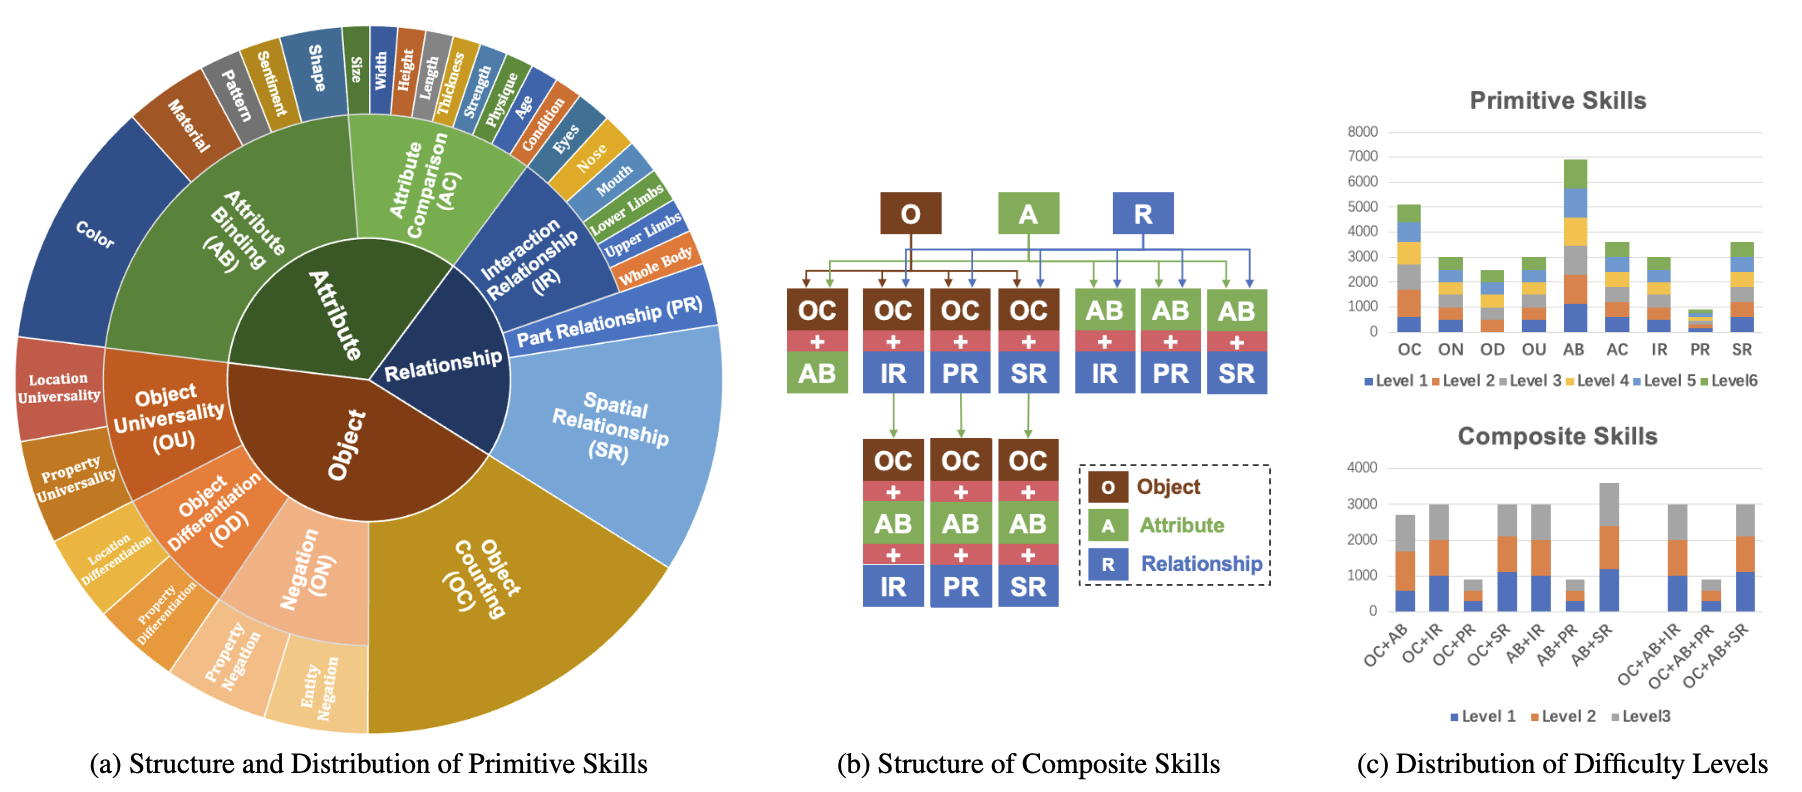 Color
Material
Pattern
Sentiment
Shape
Size
Width
Height
Length
Thickness
Strength
Physique
Age
Condition
Eyes
Nose
Mouth
Lower Limbs
Upper Limbs
Whole Body
Attribute
Binding
(AB)
Attribute
Comparison
(AC)
Interaction
Relationship
(IR)
Part Relationship (PR)
Spatial
Relationship
(SR)
Attribute
Relationship
Object
Location
Universality
Property
Universality
Location
Differentiation
Property
Differentiation
Property
Negation
Entity
Negation
Object
Universality
(OU)
Object
Differentiation
(OD)
Negation
(ON)
Object
Counting
(OC)
(a) Structure and Distribution of Primitive Skills
O A R
OC OC OC OC AB AB AB
+ + + + + + +
AB IR PR SR IR PR SR
OC OC OC
+ + +
AB AB AB
+ + +
IR PR SR
O Object
A Attribute
R Relationship
(b) Structure of Composite Skills
Primitive Skills
8000
7000
6000
5000
4000
3000
2000
1000
0
OC ON OD OU AB AC IR PR SR
Level 1 Level 2 Level 3 Level 4 Level 5 Level6
Composite Skills
4000
3000
2000
1000
0
OC+AB OC+IR OC+PR OC+SR AB+IR AB+PR AB+SR OC+AB+IR OC+AB+PR OC+AB+SR
Level 1 Level 2 Level3
(c) Distribution of Difficulty Levels